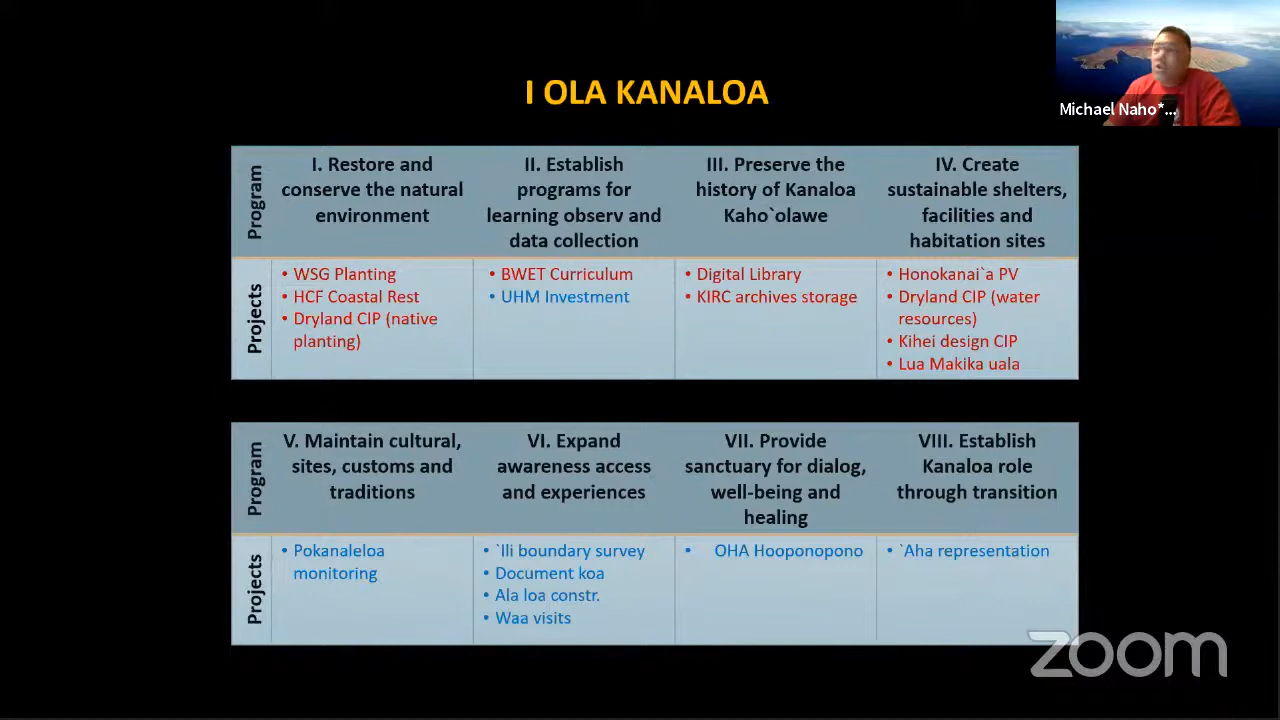 I OLA KANALOA
Michael Naho*...
Program
I. Restore and
conserve the natural
environment
II. Establish
programs for
learning observ and
data collection
III. Preserve the
history of Kanaloa
Kaho`olawe
IV. Create
sustainable shelters,
facilities and
habitation sites
Projects
• WSG Planting
• HCF Coastal Rest
• Dryland CIP (native
planting)
• BWET Curriculum
• UHM Investment
• Digital Library
• KIRC archives storage
• Honokanai`a PV
• Dryland CIP (water
resources)
• Kihei design CIP
• Lua Makika uala
Program
V. Maintain cultural,
sites, customs and
traditions
VI. Expand
awareness access
and experiences
VII. Provide
sanctuary for dialog,
well-being and
healing
VIII. Establish
Kanaloa role
through transition
Projects
• Pokanaleloa
monitoring
• `Ili boundary survey
• Document koa
• Ala loa constr.
• Waa visits
• OHA Hooponopono
• `Aha representation
zoom